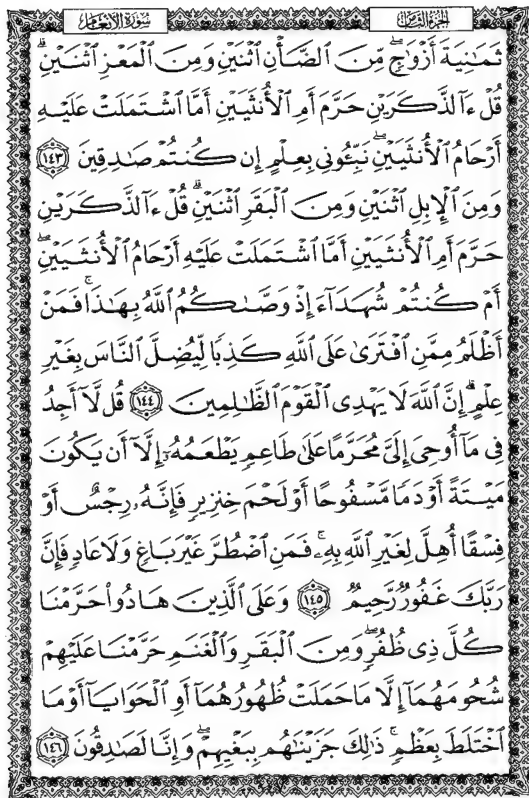 سُورَةُ الأَنْعَامِ
الجزء الثامن
ثَمَٰنِيَةَ أَزْوَٰجٍ ۖ مِّنَ ٱلضَّأْنِ ٱثْنَيْنِ وَمِنَ ٱلْمَعْزِ ٱثْنَيْنِ ۗ
قُلْ ءَآلذَّكَرَيْنِ حَرَّمَ أَمِ ٱلْأُنثَيَيْنِ أَمَّا ٱشْتَمَلَتْ عَلَيْهِ
أَرْحَامُ ٱلْأُنثَيَيْنِ ۖ نَبِّـُٔونِى بِعِلْمٍ إِن كُنتُمْ صَٰدِقِينَ ١٤٣
وَمِنَ ٱلْإِبِلِ ٱثْنَيْنِ وَمِنَ ٱلْبَقَرِ ٱثْنَيْنِ ۗ قُلْ ءَآلذَّكَرَيْنِ
حَرَّمَ أَمِ ٱلْأُنثَيَيْنِ أَمَّا ٱشْتَمَلَتْ عَلَيْهِ أَرْحَامُ ٱلْأُنثَيَيْنِ ۖ
أَمْ كُنتُمْ شُهَدَآءَ إِذْ وَصَّىٰكُمُ ٱللَّهُ بِهَٰذَا ۚ فَمَنْ
أَظْلَمُ مِمَّنِ ٱفْتَرَىٰ عَلَى ٱللَّهِ كَذِبًا لِّيُضِلَّ ٱلنَّاسَ بِغَيْرِ
عِلْمٍ ۗ إِنَّ ٱللَّهَ لَا يَهْدِى ٱلْقَوْمَ ٱلظَّٰلِمِينَ ١٤٤ قُل لَّآ أَجِدُ
فِى مَآ أُوحِىَ إِلَىَّ مُحَرَّمًا عَلَىٰ طَاعِمٍ يَطْعَمُهُۥٓ إِلَّآ أَن يَكُونَ
مَيْتَةً أَوْ دَمًا مَّسْفُوحًا أَوْ لَحْمَ خِنزِيرٍ فَإِنَّهُۥ رِجْسٌ أَوْ
فِسْقًا أُهِلَّ لِغَيْرِ ٱللَّهِ بِهِۦ ۚ فَمَنِ ٱضْطُرَّ غَيْرَ بَاغٍ وَلَا عَادٍ فَإِنَّ
رَبَّكَ غَفُورٌ رَّحِيمٌ ١٤٥ وَعَلَى ٱلَّذِينَ هَادُوا۟ حَرَّمْنَا
كُلَّ ذِى ظُفُرٍ ۖ وَمِنَ ٱلْبَقَرِ وَٱلْغَنَمِ حَرَّمْنَا عَلَيْهِمْ
شُحُومَهُمَآ إِلَّا مَا حَمَلَتْ ظُهُورُهُمَآ أَوِ ٱلْحَوَايَآ أَوْ مَا
ٱخْتَلَطَ بِعَظْمٍ ۚ ذَٰلِكَ جَزَيْنَٰهُم بِبَغْيِهِمْ ۖ وَإِنَّا لَصَٰدِقُونَ ١٤٦